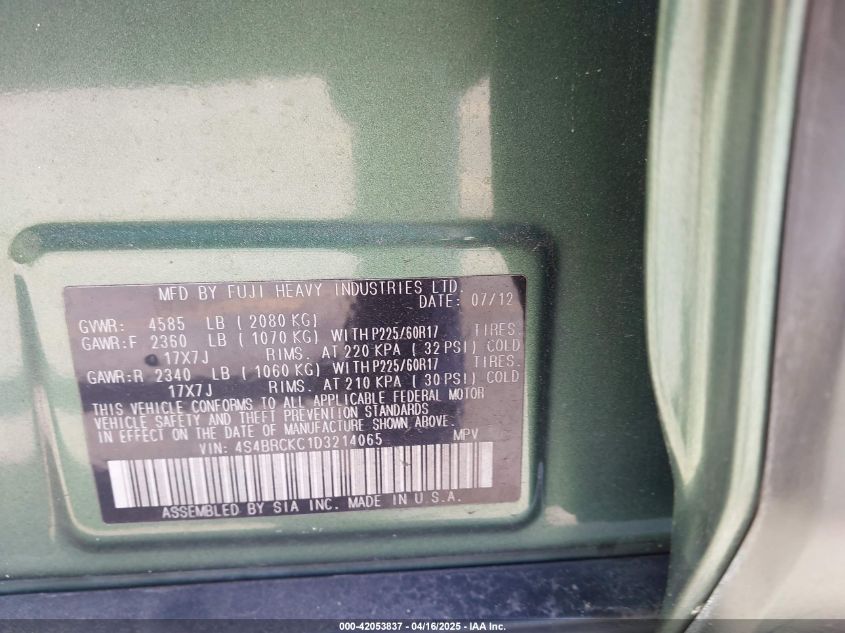 MFD BY FUJI HEAVY INDUSTRIES LTD.
DATE: 07/12
GVWR: 4585 LB ( 2080 KG)
GAWR:F 2360 LB ( 1070 KG) WITH P225/60R17 TIRES.
17X7J RIMS. AT 220 KPA ( 32 PSI) COLD
GAWR:R 2340 LB ( 1060 KG) WITH P225/60R17 TIRES.
17X7J RIMS. AT 210 KPA ( 30 PSI) COLD
THIS VEHICLE CONFORMS TO ALL APPLICABLE FEDERAL MOTOR
VEHICLE SAFETY AND THEFT PREVENTION STANDARDS
IN EFFECT ON THE DATE OF MANUFACTURE SHOWN ABOVE.
VIN: 4S4BRCKC1D3214065 MPV
ASSEMBLED BY SIA INC. MADE IN U.S.A.
000-42053837 - 04/16/2025 - IAA Inc.